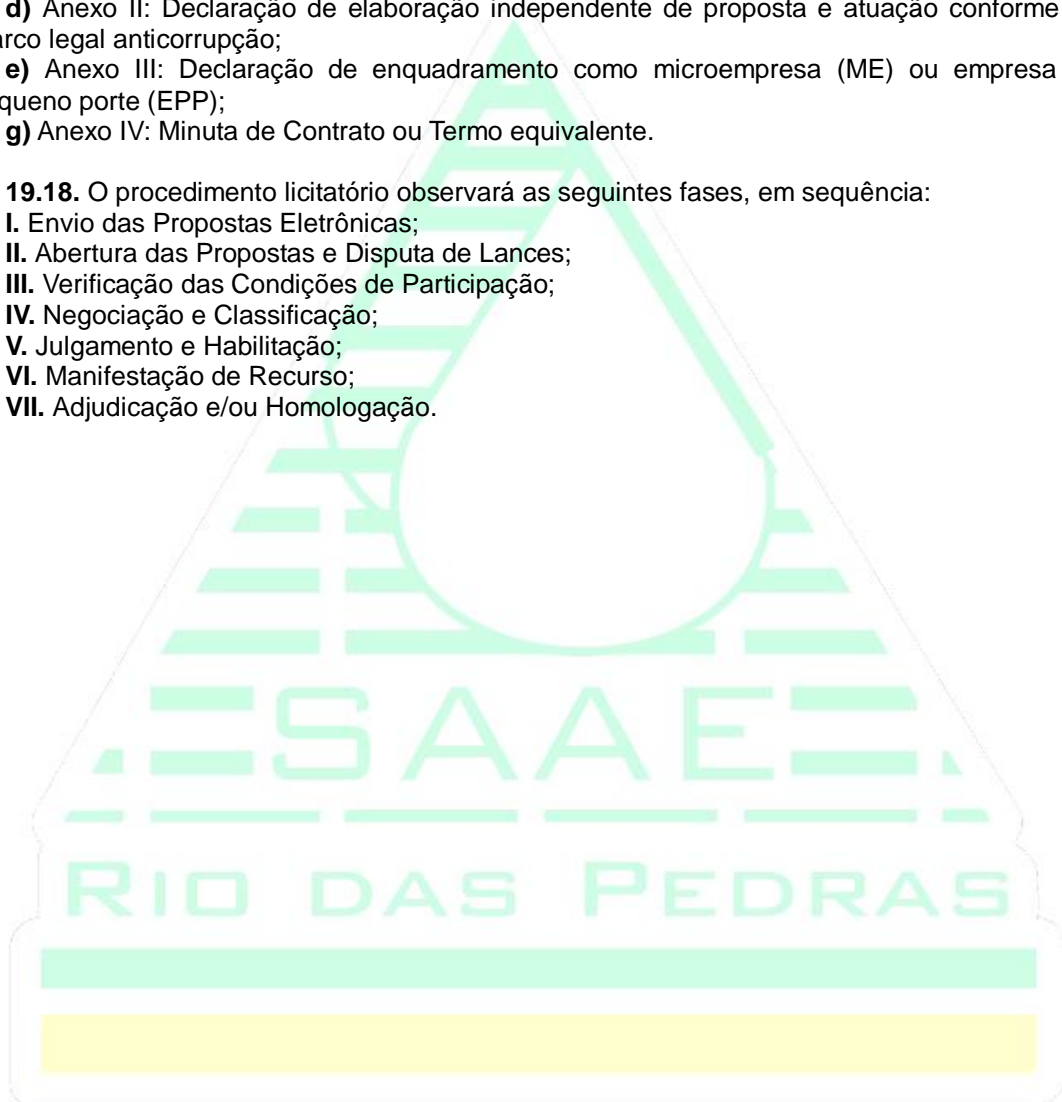 d) Anexo II: Declaração de elaboração independente de proposta e atuação conforme
arco legal anticorrupção;
e) Anexo III: Declaração de enquadramento como microempresa (ME) ou empresa
queno porte (EPP);
g) Anexo IV: Minuta de Contrato ou Termo equivalente.
19.18. O procedimento licitatório observará as seguintes fases, em sequência:
I. Envio das Propostas Eletrônicas;
II. Abertura das Propostas e Disputa de Lances;
III. Verificação das Condições de Participação;
IV. Negociação e Classificação;
V. Julgamento e Habilitação;
VI. Manifestação de Recurso;
VII. Adjudicação e/ou Homologação.
SAAE
RIO DAS PEDRAS